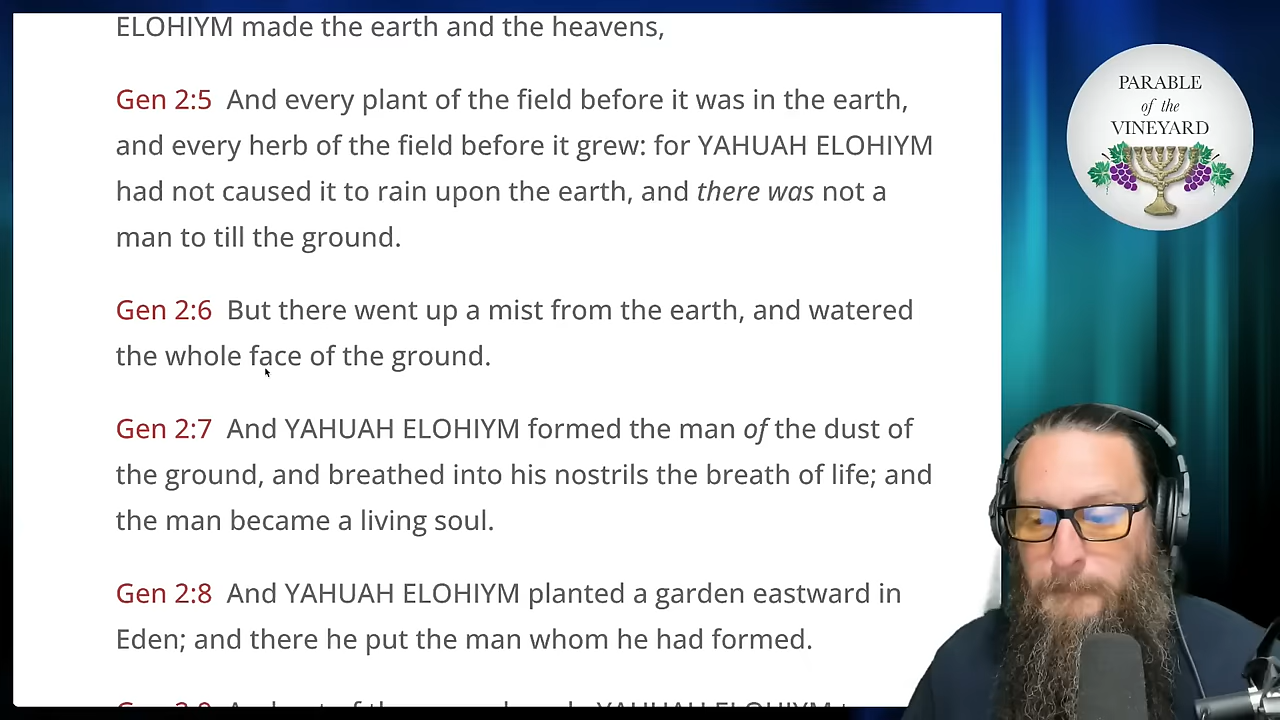 ELOHIYM made the earth and the heavens,
Gen 2:5 And every plant of the field before it was in the earth,
and every herb of the field before it grew: for YAHUAH ELOHIYM
had not caused it to rain upon the earth, and there was not a
man to till the ground.
Gen 2:6 But there went up a mist from the earth, and watered
the whole face of the ground.
Gen 2:7 And YAHUAH ELOHIYM formed the man of the dust of
the ground, and breathed into his nostrils the breath of life; and
the man became a living soul.
Gen 2:8 And YAHUAH ELOHIYM planted a garden eastward in
Eden; and there he put the man whom he had formed.
PARABLE
of the
VINEYARD